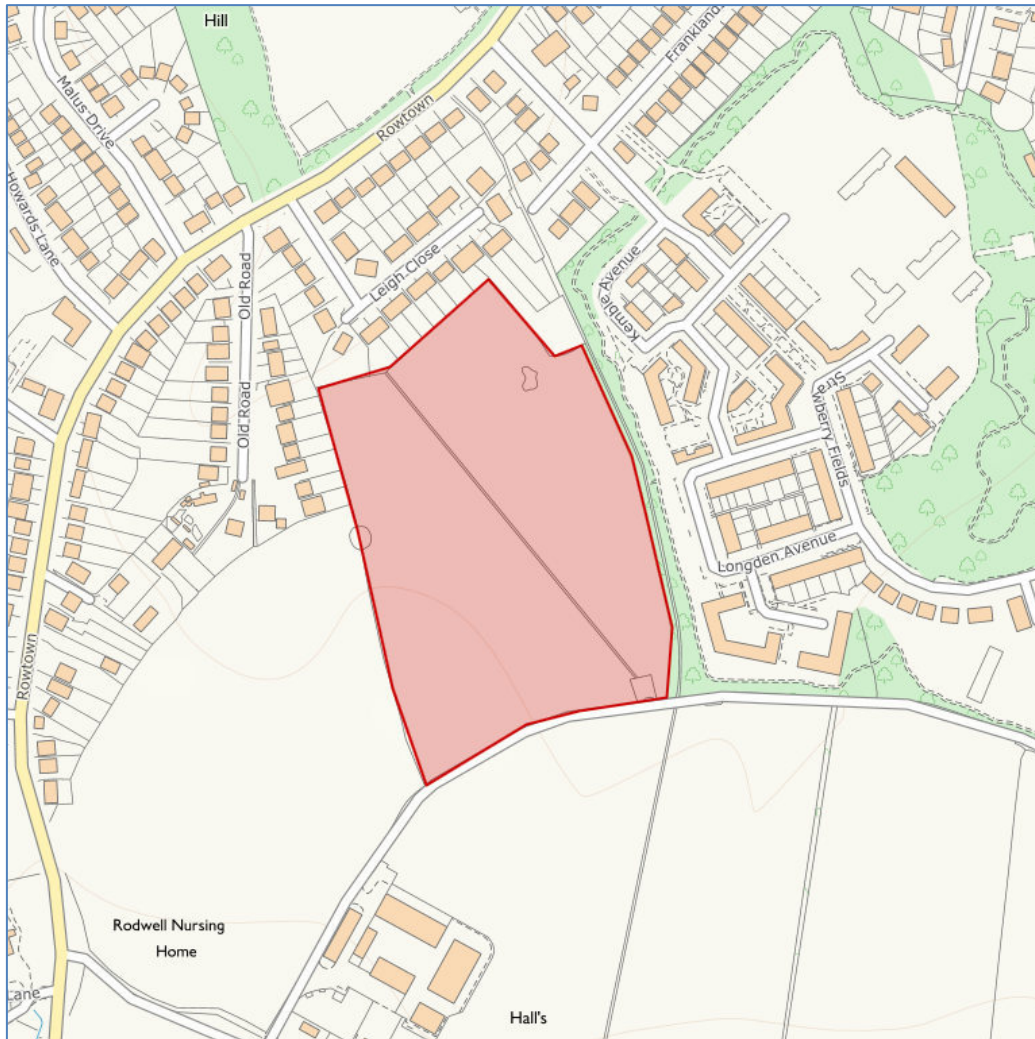 Hill
Malus Drive
Howards Lane
Rowtown
Frankland
Old Road
Leigh Close
Old Road
Kemble Avenue
Strawberry Fields
Longden Avenue
Rowtown
Rodwell Nursing
Home
Lane
Hall's